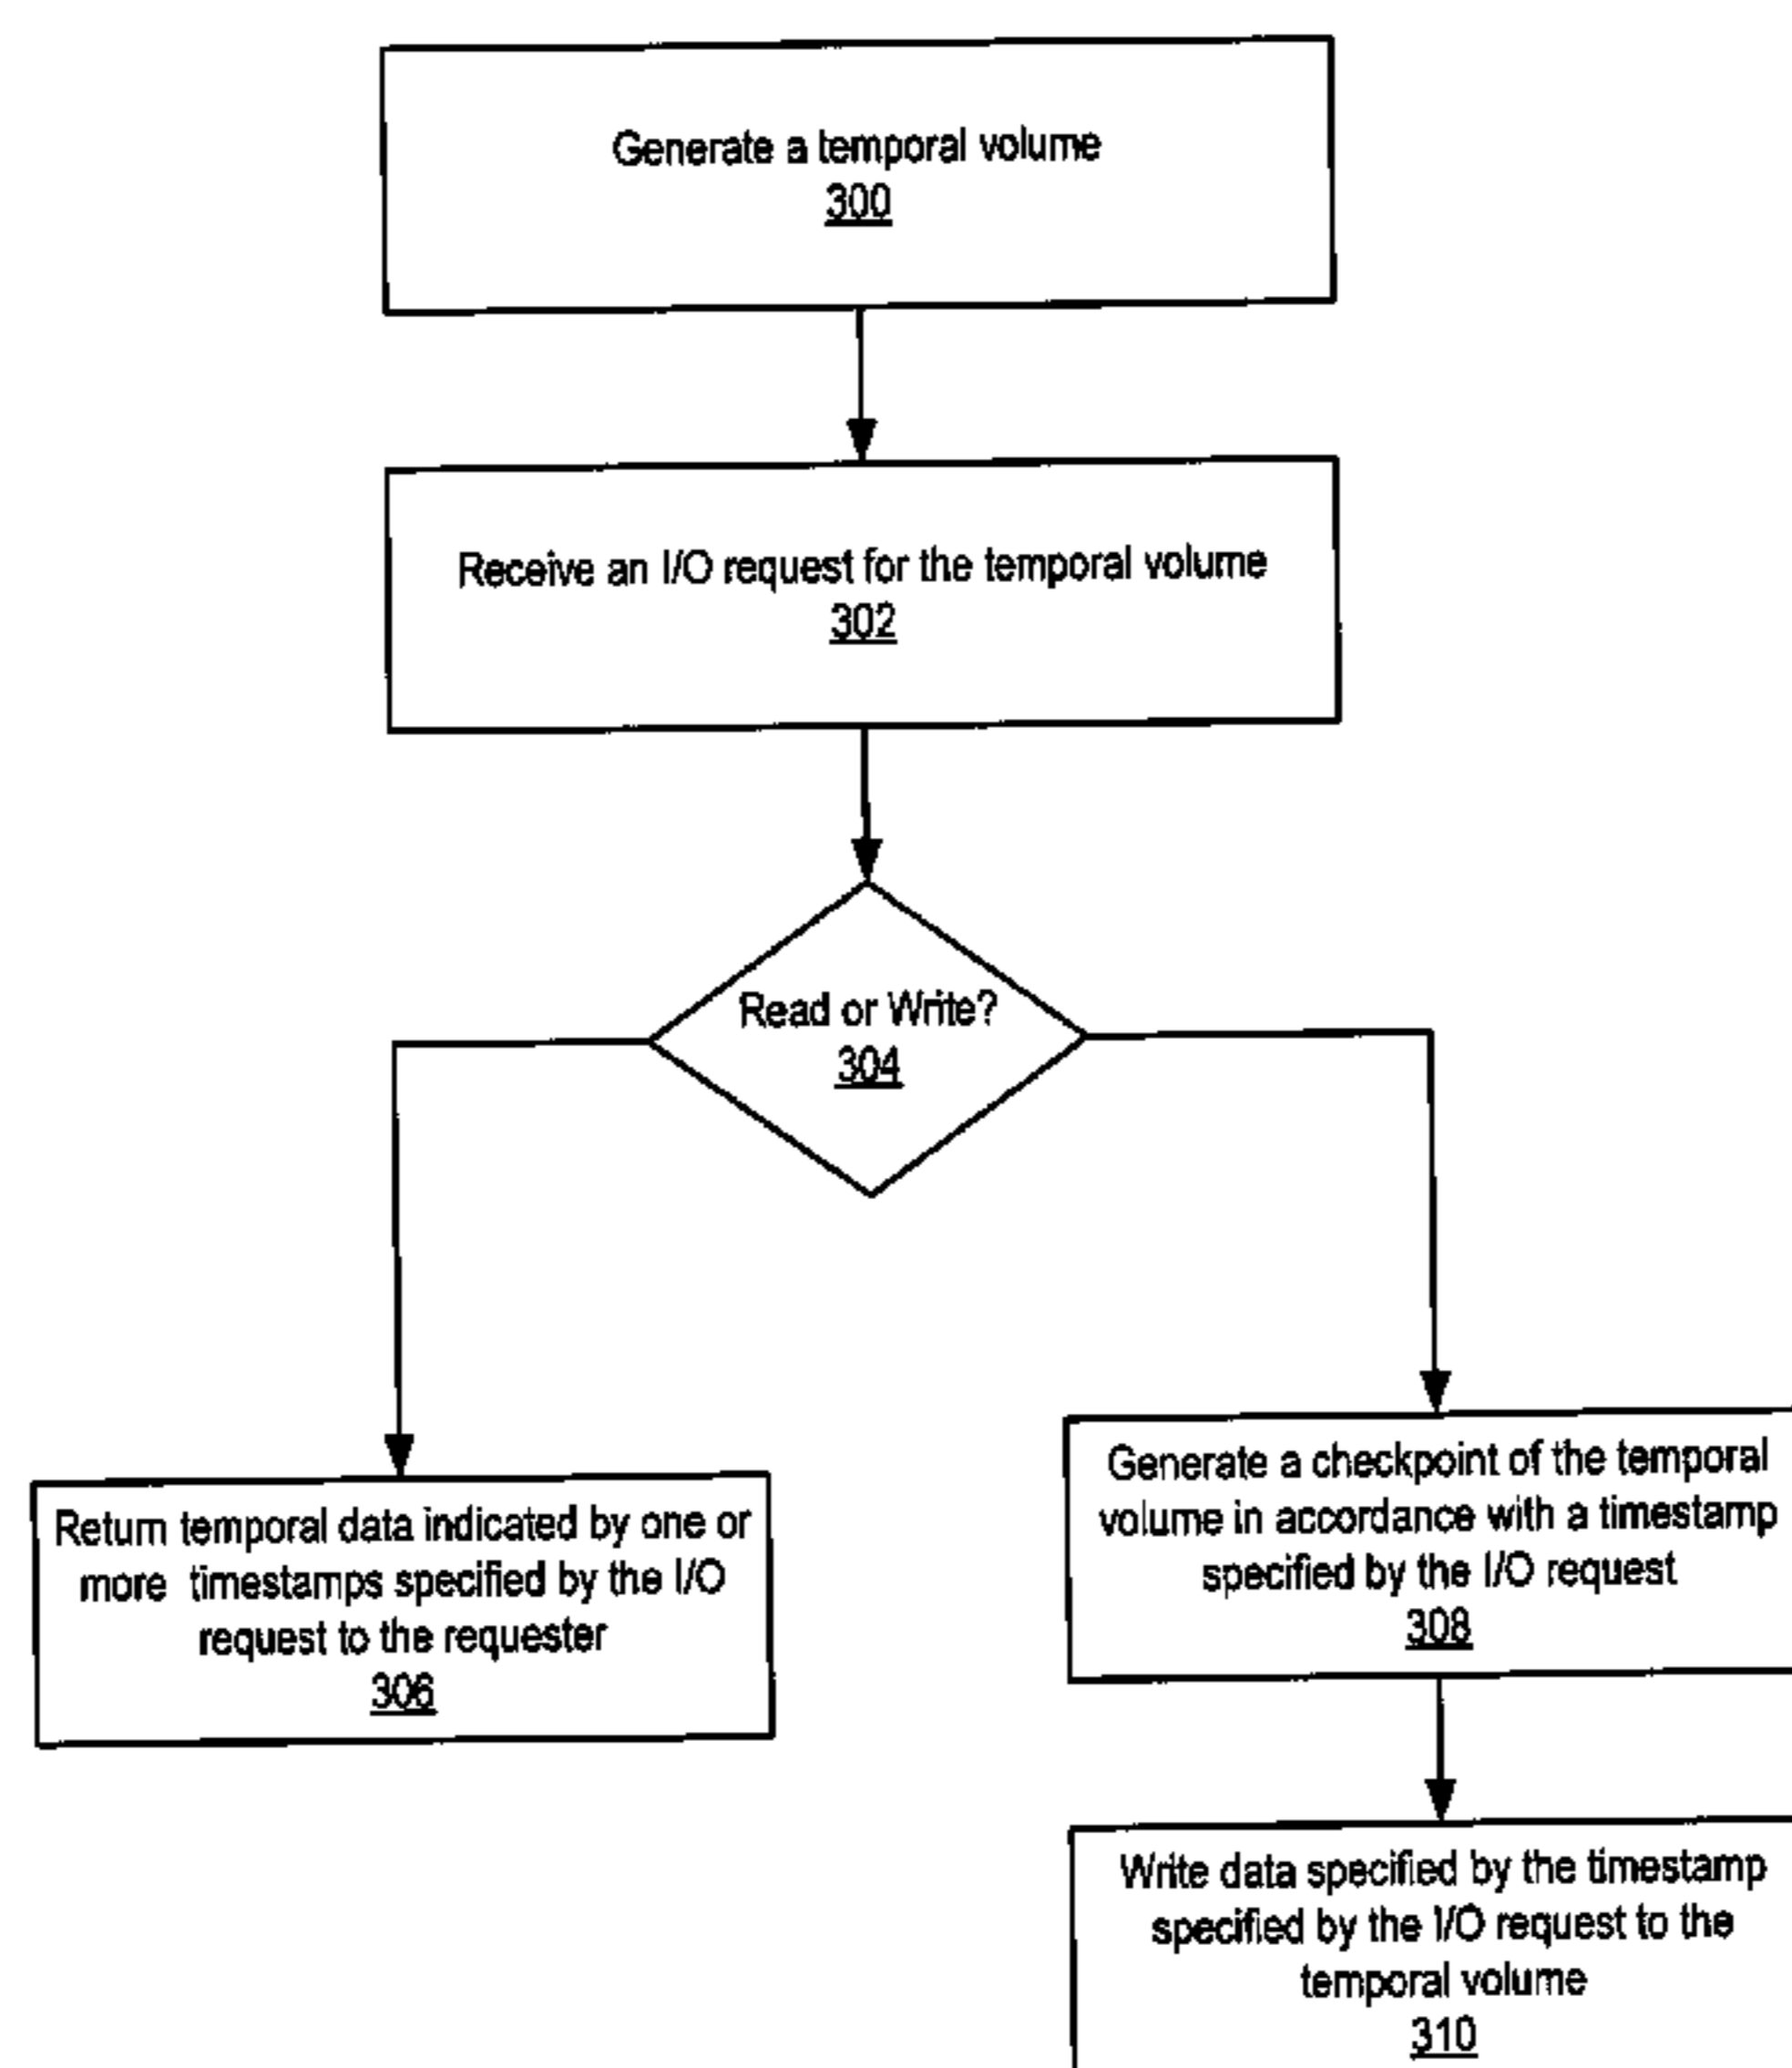 Generate a temporal volume
300
Receive an I/O request for the temporal volume
302
Read or Write?
304
Return temporal data indicated by one or
more timestamps specified by the I/O
request to the requester
306
Generate a checkpoint of the temporal
volume in accordance with a timestamp
specified by the I/O request
308
Write data specified by the timestamp
specified by the I/O request to the
temporal volume
310